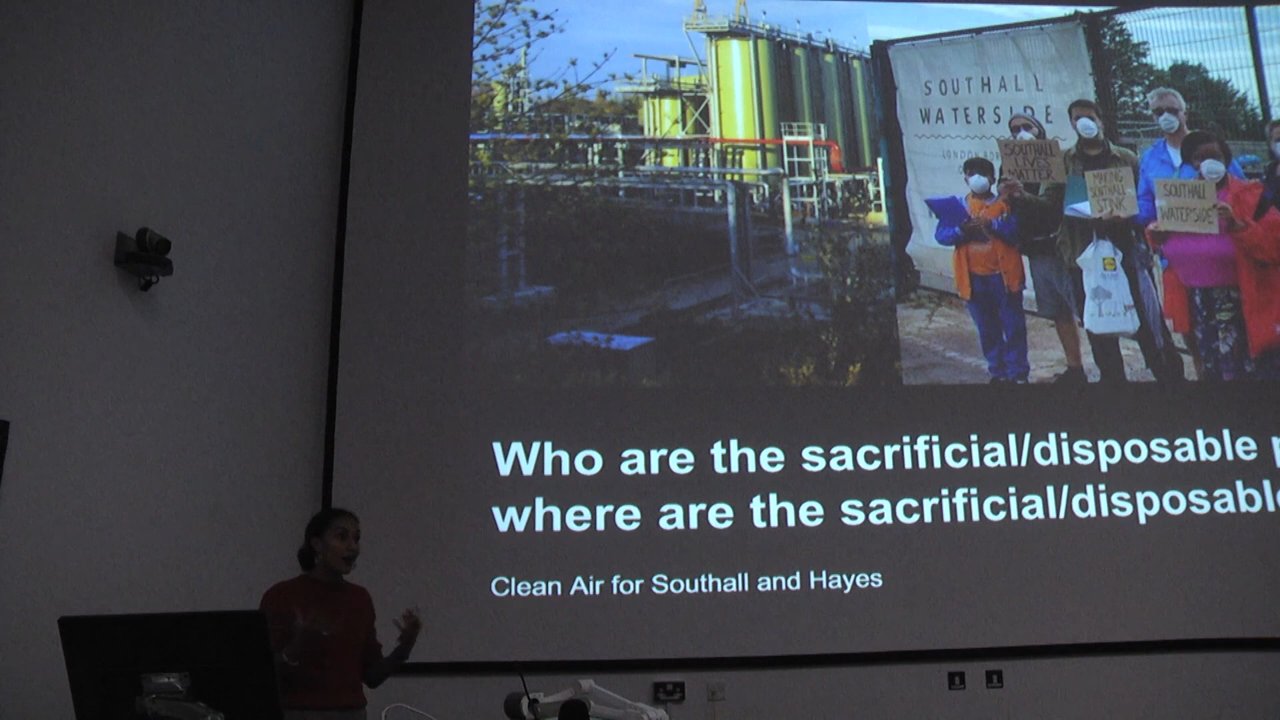 SOUTHALL
WATERSIDE
SOUTHALL
LIVES
MATTER
MAKING
SOUTHALL
STINK
SOUTHALL
WATERSIDE
Who are the sacrificial/disposable
where are the sacrificial/disposable
Clean Air for Southall and Hayes